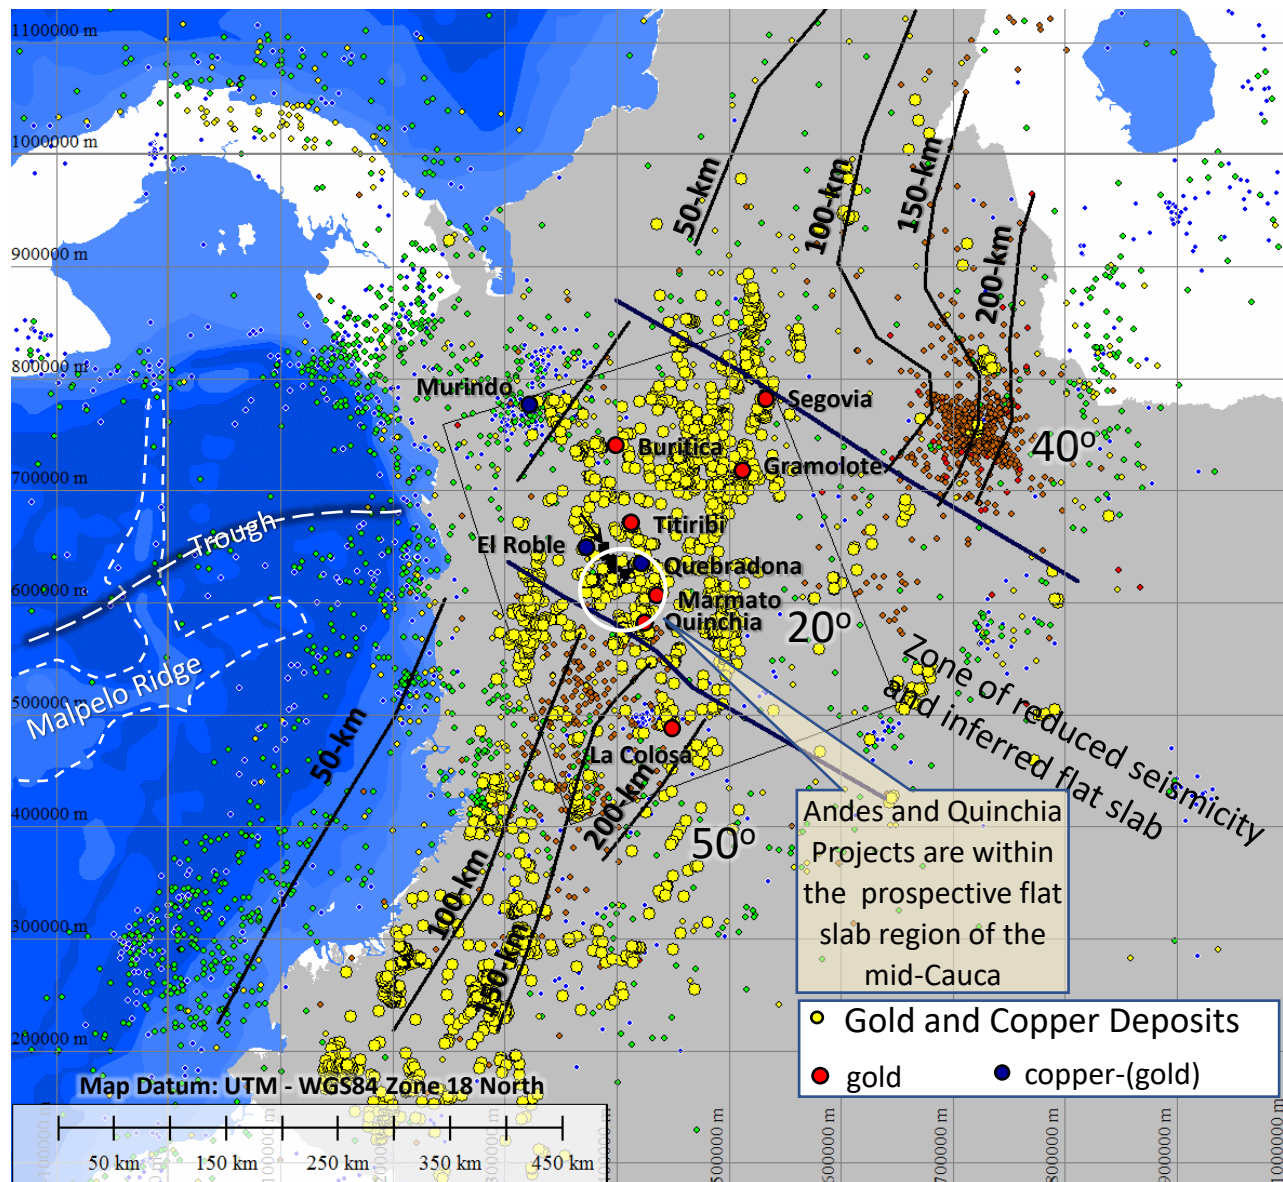 1100000 m
1000000 m
900000 m
800000 m
700000 m
600000 m
500000 m
400000 m
300000 m
200000 m
50-km
100-km
150-km
200-km
Murindo
Segovia
Buritica
Gramolote
40º
Titiribi
El Roble
Quebradona
Marmato
Quinchia
20º
Trough
Malpelo Ridge
Zone of reduced seismicity
and inferred flat slab
La Colosa
50-km
100-km
150-km
200-km
50º
Andes and Quinchia
Projects are within
the prospective flat
slab region of the
mid-Cauca
Gold and Copper Deposits
gold
copper-(gold)
Map Datum: UTM - WGS84 Zone 18 North
50 km
150 km
250 km
350 km
450 km
300000 m
500000 m
600000 m
700000 m
800000 m
900000 m
1000000 m